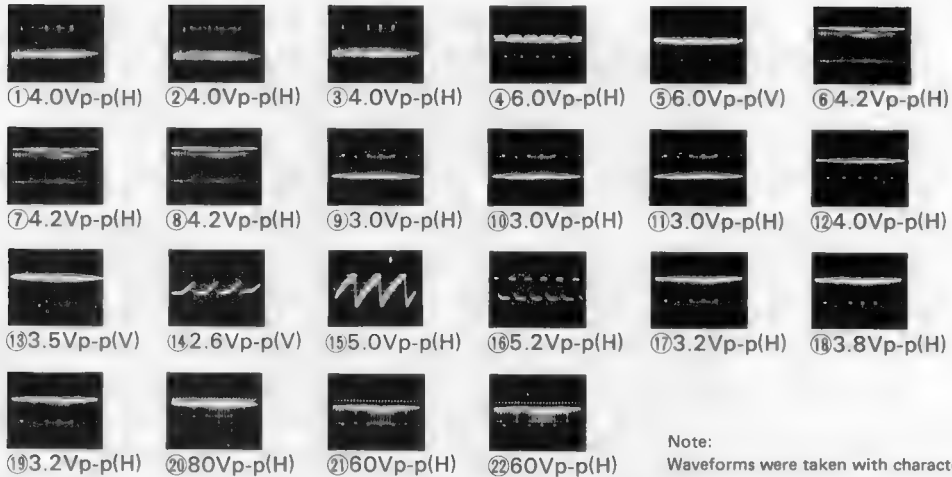 ①4.0Vp-p(H) ②4.0Vp-p(H) ③4.0Vp-p(H) ④6.0Vp-p(H) ⑤6.0Vp-p(V) ⑥4.2Vp-p(H)
⑦4.2Vp-p(H) ⑧4.2Vp-p(H) ⑨3.0Vp-p(H) ⑩3.0Vp-p(H) ⑪3.0Vp-p(H) ⑫4.0Vp-p(H)
⑬3.5Vp-p(V) ⑭2.6Vp-p(V) ⑮5.0Vp-p(H) ⑯5.2Vp-p(H) ⑰3.2Vp-p(H) ⑱3.8Vp-p(H)
⑲3.2Vp-p(H) ⑳80Vp-p(H) ㉑60Vp-p(H) ㉒60Vp-p(H)
Note:
Waveforms were taken with charact